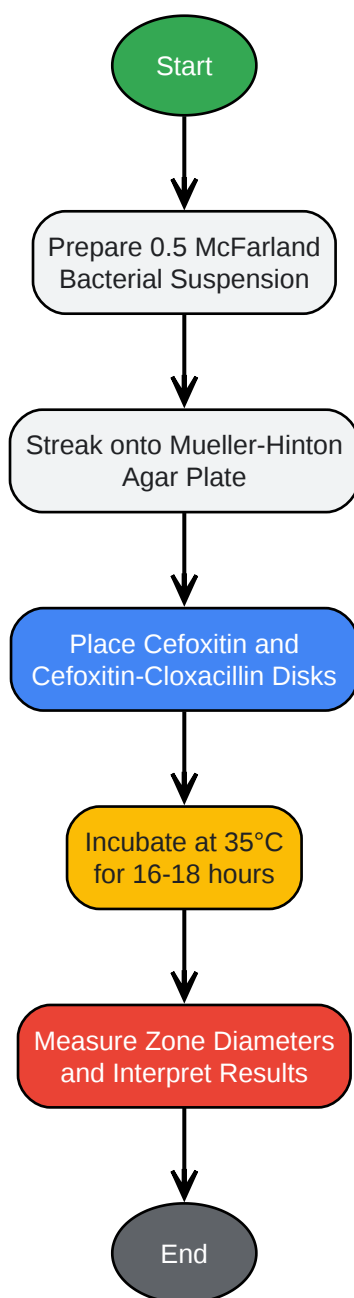 Start
Prepare 0.5 McFarland
Bacterial Suspension
Streak onto Mueller-Hinton
Agar Plate
Place Cefoxitin and
Cefoxitin-Cloxacillin Disks
Incubate at 35°C
for 16-18 hours
Measure Zone Diameters
and Interpret Results
End